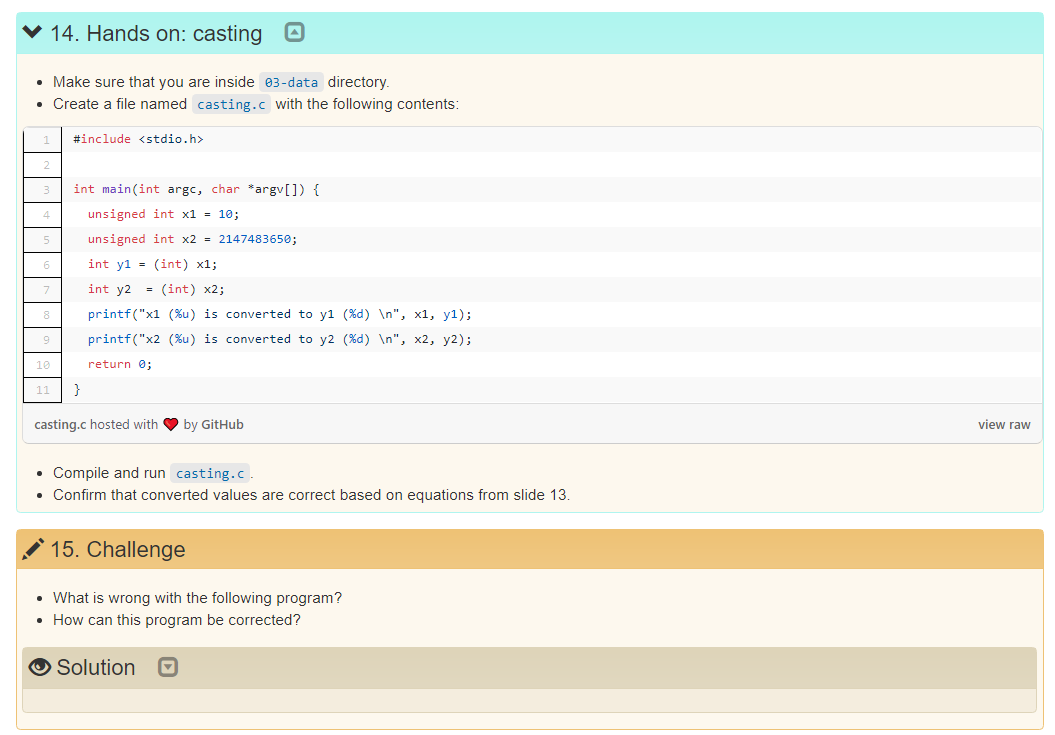 14. Hands on: casting
Make sure that you are inside 03-data directory.
Create a file named casting.c with the following contents:
1 #include <stdio.h>
2
3 int main(int argc, char *argv[]) {
4 unsigned int x1 = 10;
5 unsigned int x2 = 2147483650;
6 int y1 = (int) x1;
7 int y2  = (int) x2;
8 printf("x1 (%u) is converted to y1 (%d) \n", x1, y1);
9 printf("x2 (%u) is converted to y2 (%d) \n", x2, y2);
10 return 0;
11 }
casting.c hosted with ❤ by GitHub view raw
Compile and run casting.c.
Confirm that converted values are correct based on equations from slide 13.
15. Challenge
What is wrong with the following program?
How can this program be corrected?
Solution